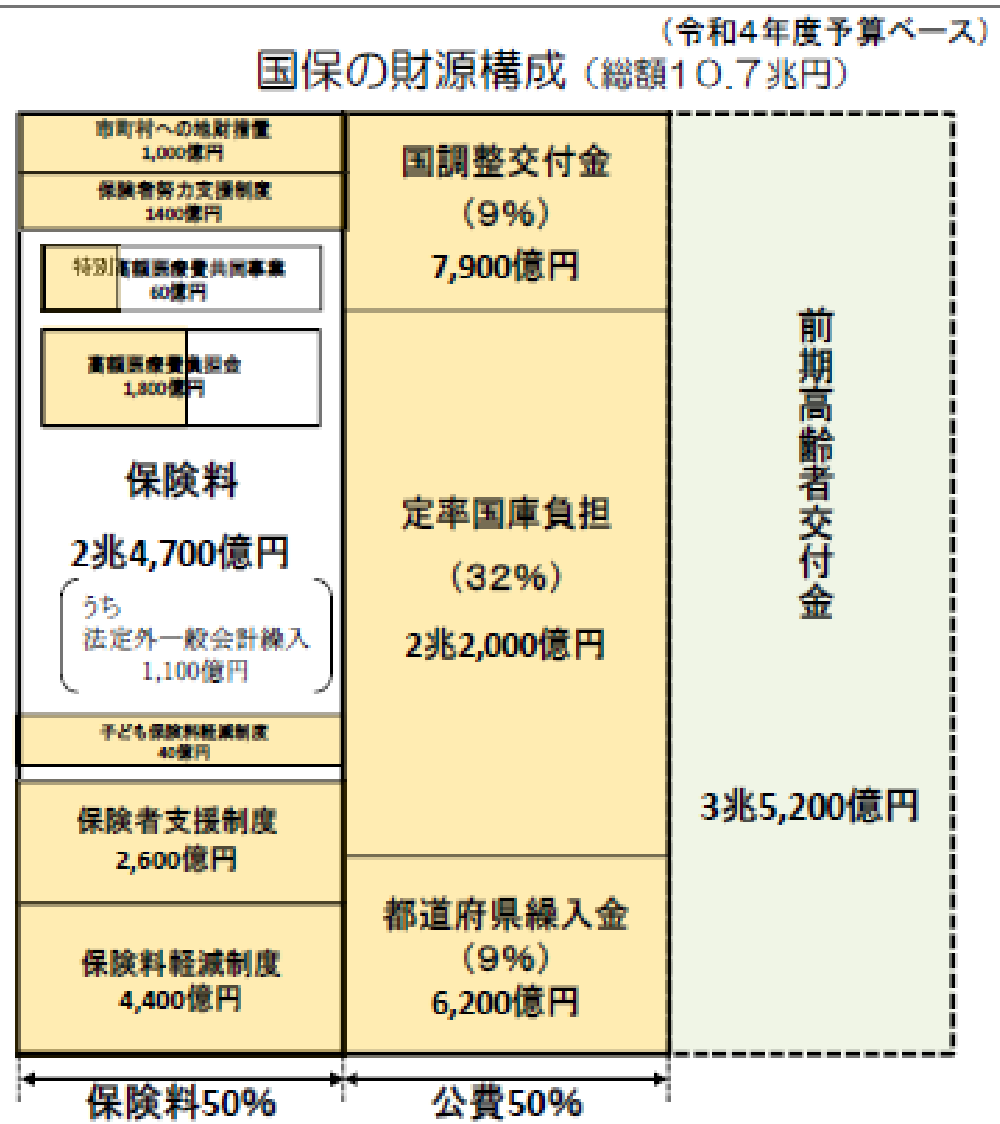 （令和4年度予算ベース）
国保の財源構成（総額10.7兆円）
市町村への地財措置
1,000億円
保険者努力支援制度
1400億円
特別高額医療費共同事業
60億円
高額医療費負担金
1,800億円
保険料
2兆4,700億円
うち
法定外一般会計繰入
1,100億円
子ども保険料軽減制度
40億円
保険者支援制度
2,600億円
保険料軽減制度
4,400億円
保険料50%
国調整交付金
（9%）
7,900億円
定率国庫負担
（32%）
2兆2,000億円
都道府県繰入金
（9%）
6,200億円
公費50%
前期高齢者交付金
3兆5,200億円